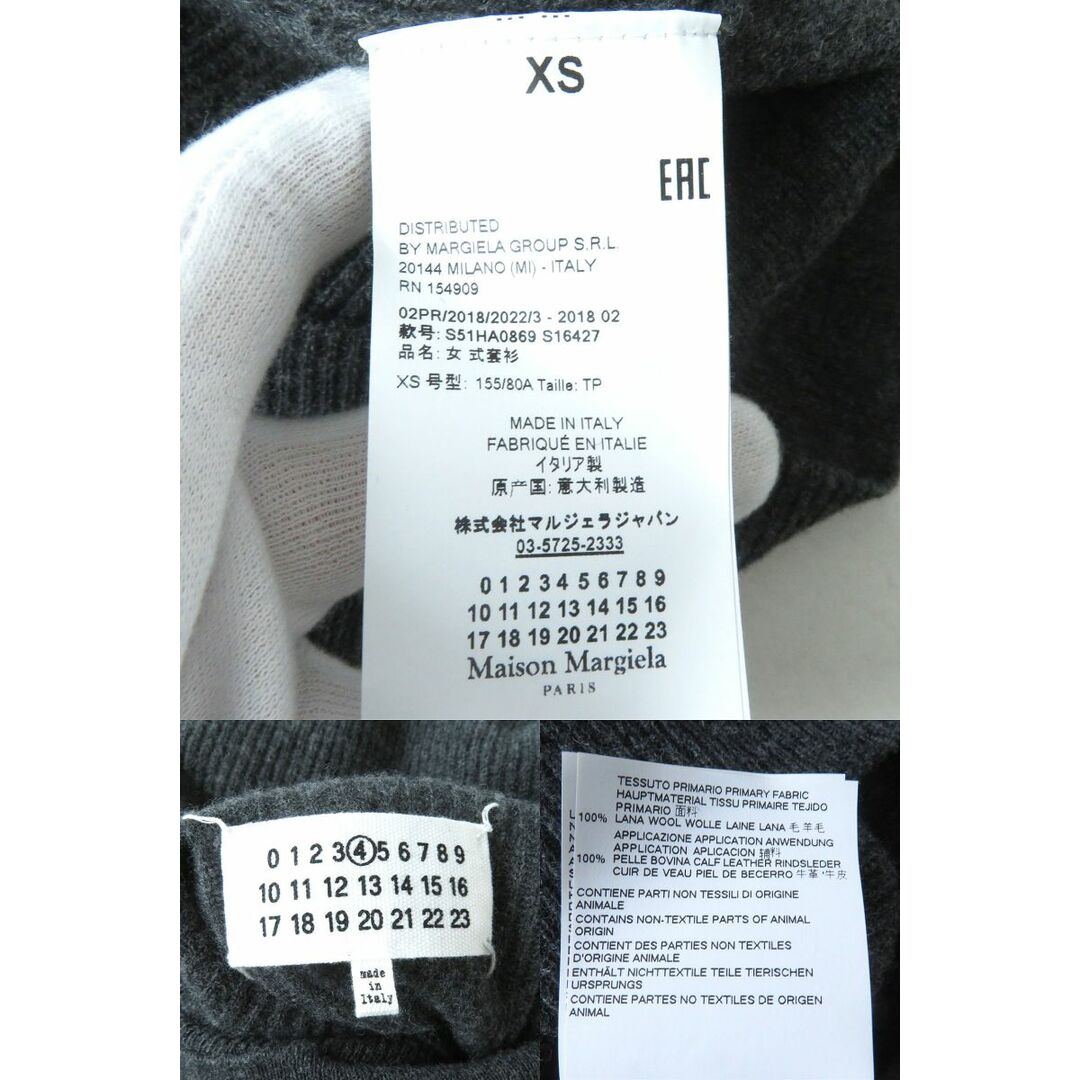 XS
EAC
DISTRIBUTED
BY MARGIELA GROUP S.R.L.
20144 MILANO (MI) - ITALY
RN 154909
02PR/2018/2022/3 - 2018 02
款号: S51HA0869 S16427
品名: 女 式套衫
XS 号型: 155/80A Taille: TP
MADE IN ITALY
FABRIQUÉ EN ITALIE
イタリア製
原产国: 意大利製造
株式会社マルジェラジャパン
03-5725-2333
0 1 2 3 4 5 6 7 8 9
10 11 12 13 14 15 16
17 18 19 20 21 22 23
Maison Margiela
PARIS
0 1 2 3 4 5 6 7 8 9
10 11 12 13 14 15 16
17 18 19 20 21 22 23
made
in
Italy
TESSUTO PRIMARIO PRIMARY FABRIC
HAUPTMATERIAL TISSU PRIMAIRE TEJIDO
PRIMARIO 面料
100% LANA WOOL WOLLE LAINE LANA 毛羊毛
APPLICAZIONE APPLICATION ANWENDUNG
APPLICATION APLICACION 辅料
100% PELLE BOVINA CALF LEATHER RINDSLEDER
CUIR DE VEAU PIEL DE BECERRO 牛革 '牛皮
CONTIENE PARTI NON TESSILI DI ORIGINE
ANIMALE
CONTAINS NON-TEXTILE PARTS OF ANIMAL
ORIGIN
CONTIENT DES PARTIES NON TEXTILES
D'ORIGINE ANIMALE
ENTHÄLT NICHTTEXTILE TEILE TIERISCHEN
URSPRUNGS
CONTIENE PARTES NO TEXTILES DE ORIGEN
ANIMAL